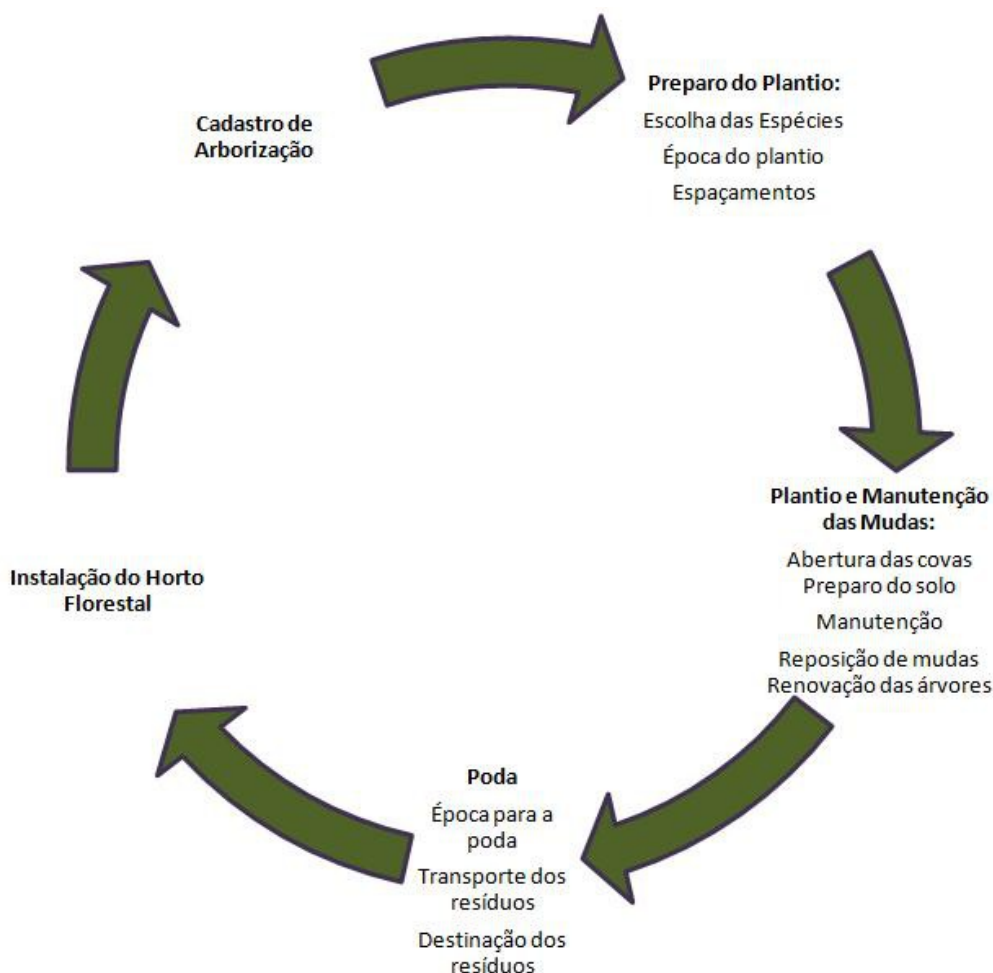 Cadastro de
Arborização
Preparo do Plantio:
Escolha das Espécies
Época do plantio
Espaçamentos
Plantio e Manutenção
das Mudas:
Abertura das covas
Preparo do solo
Manutenção
Reposição de mudas
Renovação das árvores
Poda
Época para a
poda
Transporte dos
resíduos
Destinação dos
resíduos
Instalação do Horto
Florestal